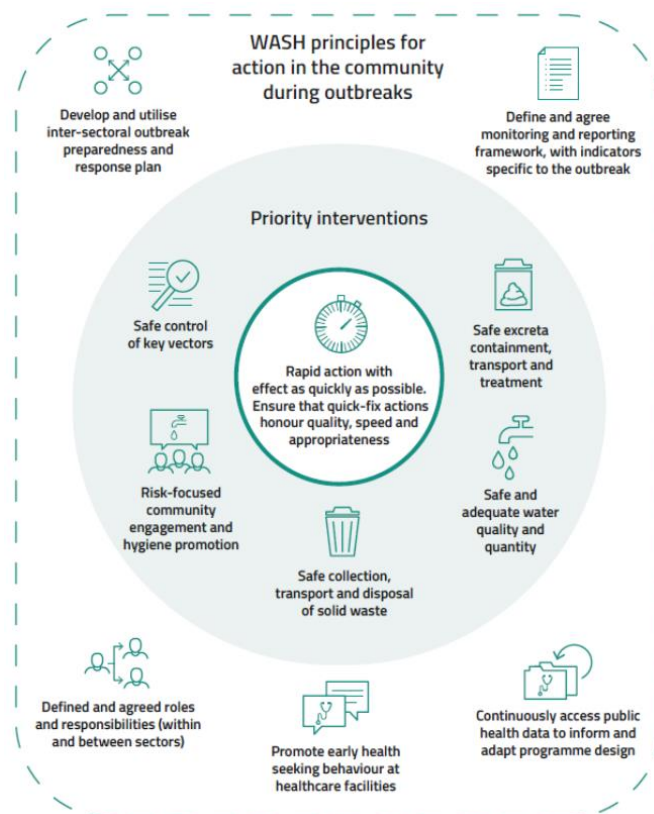 WASH principles for
action in the community
during outbreaks
Develop and utilise
inter-sectoral outbreak
preparedness and
response plan
Define and agree
monitoring and reporting
framework, with indicators
specific to the outbreak
Priority interventions
Safe control
of key vectors
Rapid action with
effect as quickly as possible.
Ensure that quick-fix actions
honour quality, speed and
appropriateness
Safe excreta
containment,
transport and
treatment
Risk-focused
community
engagement and
hygiene promotion
Safe and
adequate water
quality and
quantity
Safe collection,
transport and disposal
of solid waste
Defined and agreed roles
and responsibilities (within
and between sectors)
Promote early health
seeking behaviour at
healthcare facilities
Continuously access public
health data to inform and
adapt programme design